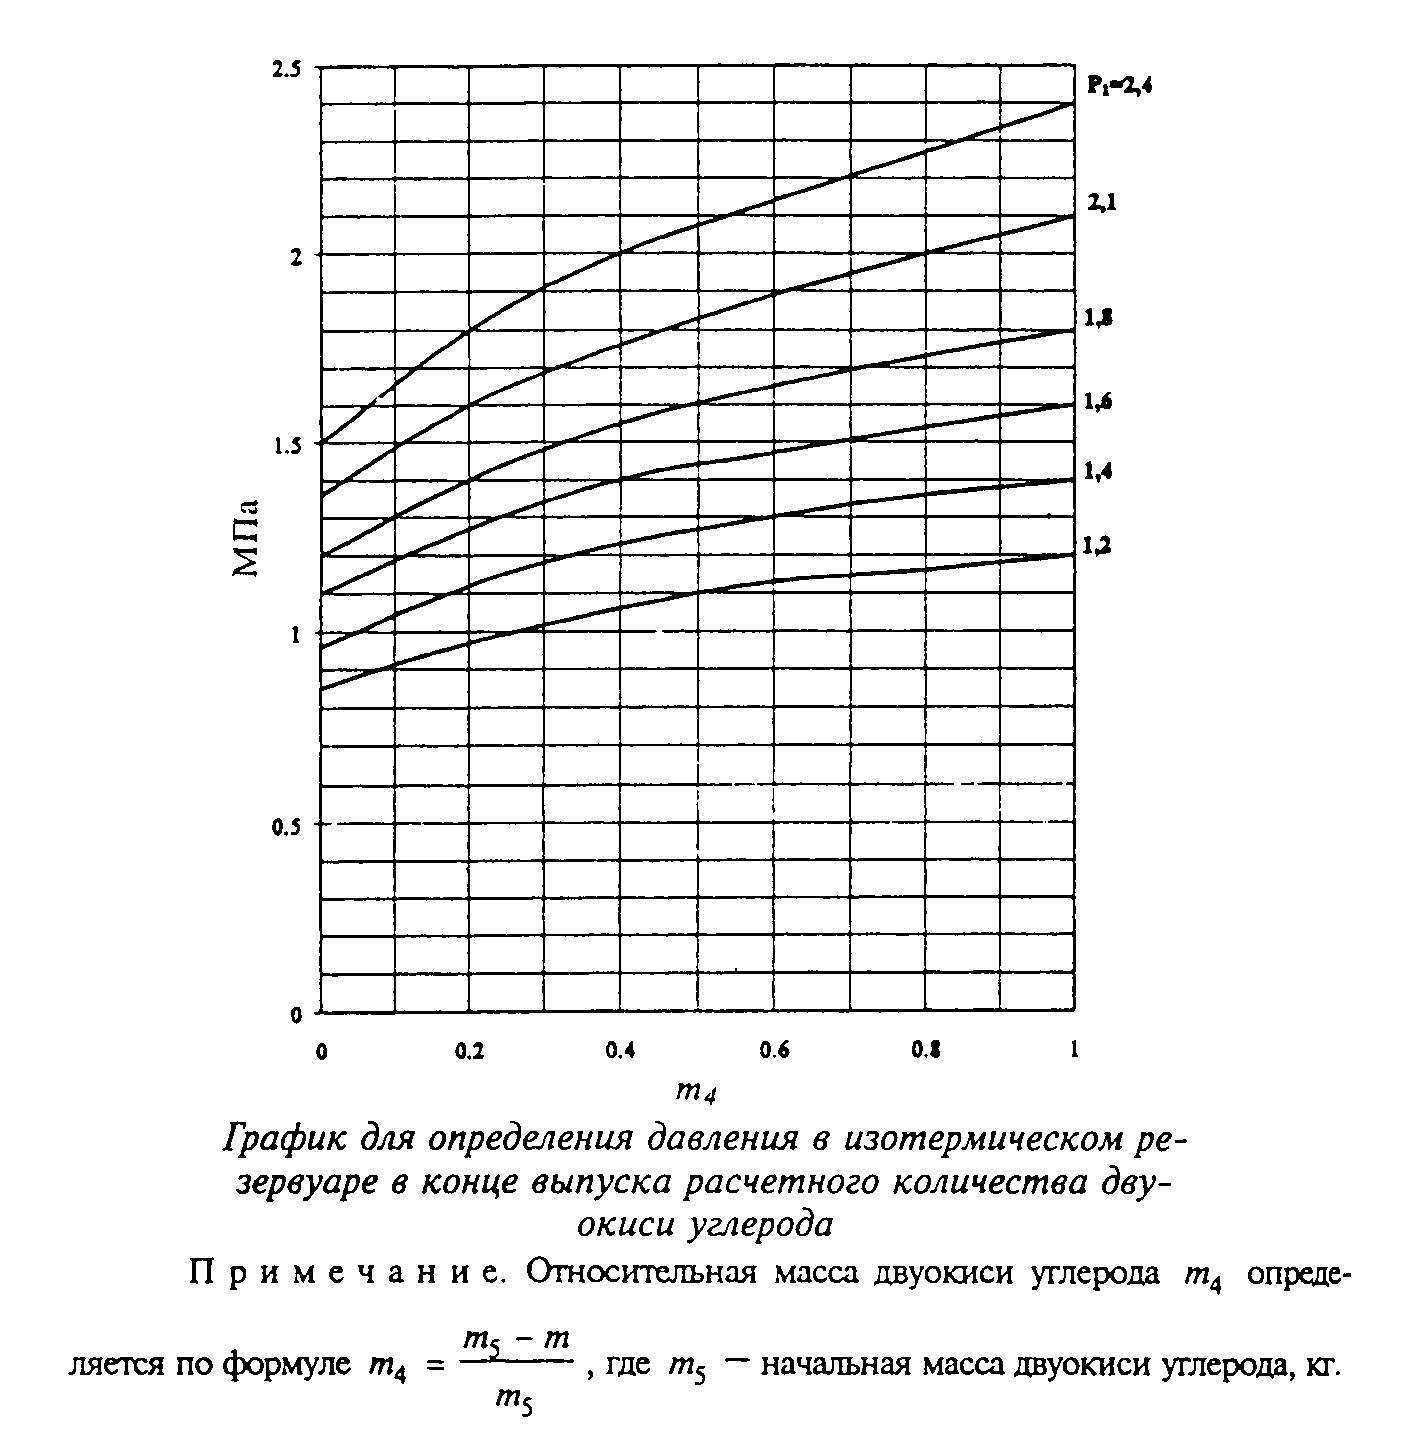 2.5
P₁=2,4
2,1
2
1,8
1,6
1.5
1,4
МПа
1,2
1
0.5
0
0 0.2 0.4 0.6 0.8 1
m₄
График для определения давления в изотермическом ре-
зервуаре в конце выпуска расчетного количества дву-
окиси углерода
Примечание. Относительная масса двуокиси углерода m₄ опреде-
ляется по формуле m₄ = (m₅ − m) / m₅ , где m₅ — начальная масса двуокиси углерода, кг.